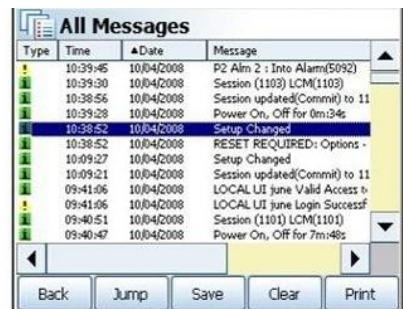 All Messages
Type Time ▲Date Message
10:39:45 10/04/2008 P2 Alm 2 : Into Alarm(5092)
10:39:30 10/04/2008 Session (1103) LCM(1103)
10:38:56 10/04/2008 Session updated(Commit) to 11
10:39:28 10/04/2008 Power On, Off for 0m:34s
10:38:52 10/04/2008 Setup Changed
10:38:52 10/04/2008 RESET REQUIRED: Options -
10:09:27 10/04/2008 Setup Changed
10:09:21 10/04/2008 Session updated(Commit) to 11
09:41:06 10/04/2008 LOCAL UI june Valid Access t
09:41:06 10/04/2008 LOCAL UI june Login Successf
09:40:51 10/04/2008 Session (1101) LCM(1101)
09:40:47 10/04/2008 Power On, Off for 7m:48s
Back Jump Save Clear Print